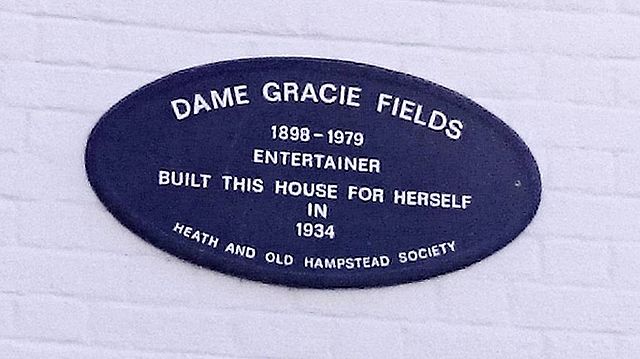 DAME GRACIE FIELDS
1898-1979
ENTERTAINER
BUILT THIS HOUSE FOR HERSELF
IN
1934
HEATH AND OLD HAMPSTEAD SOCIETY